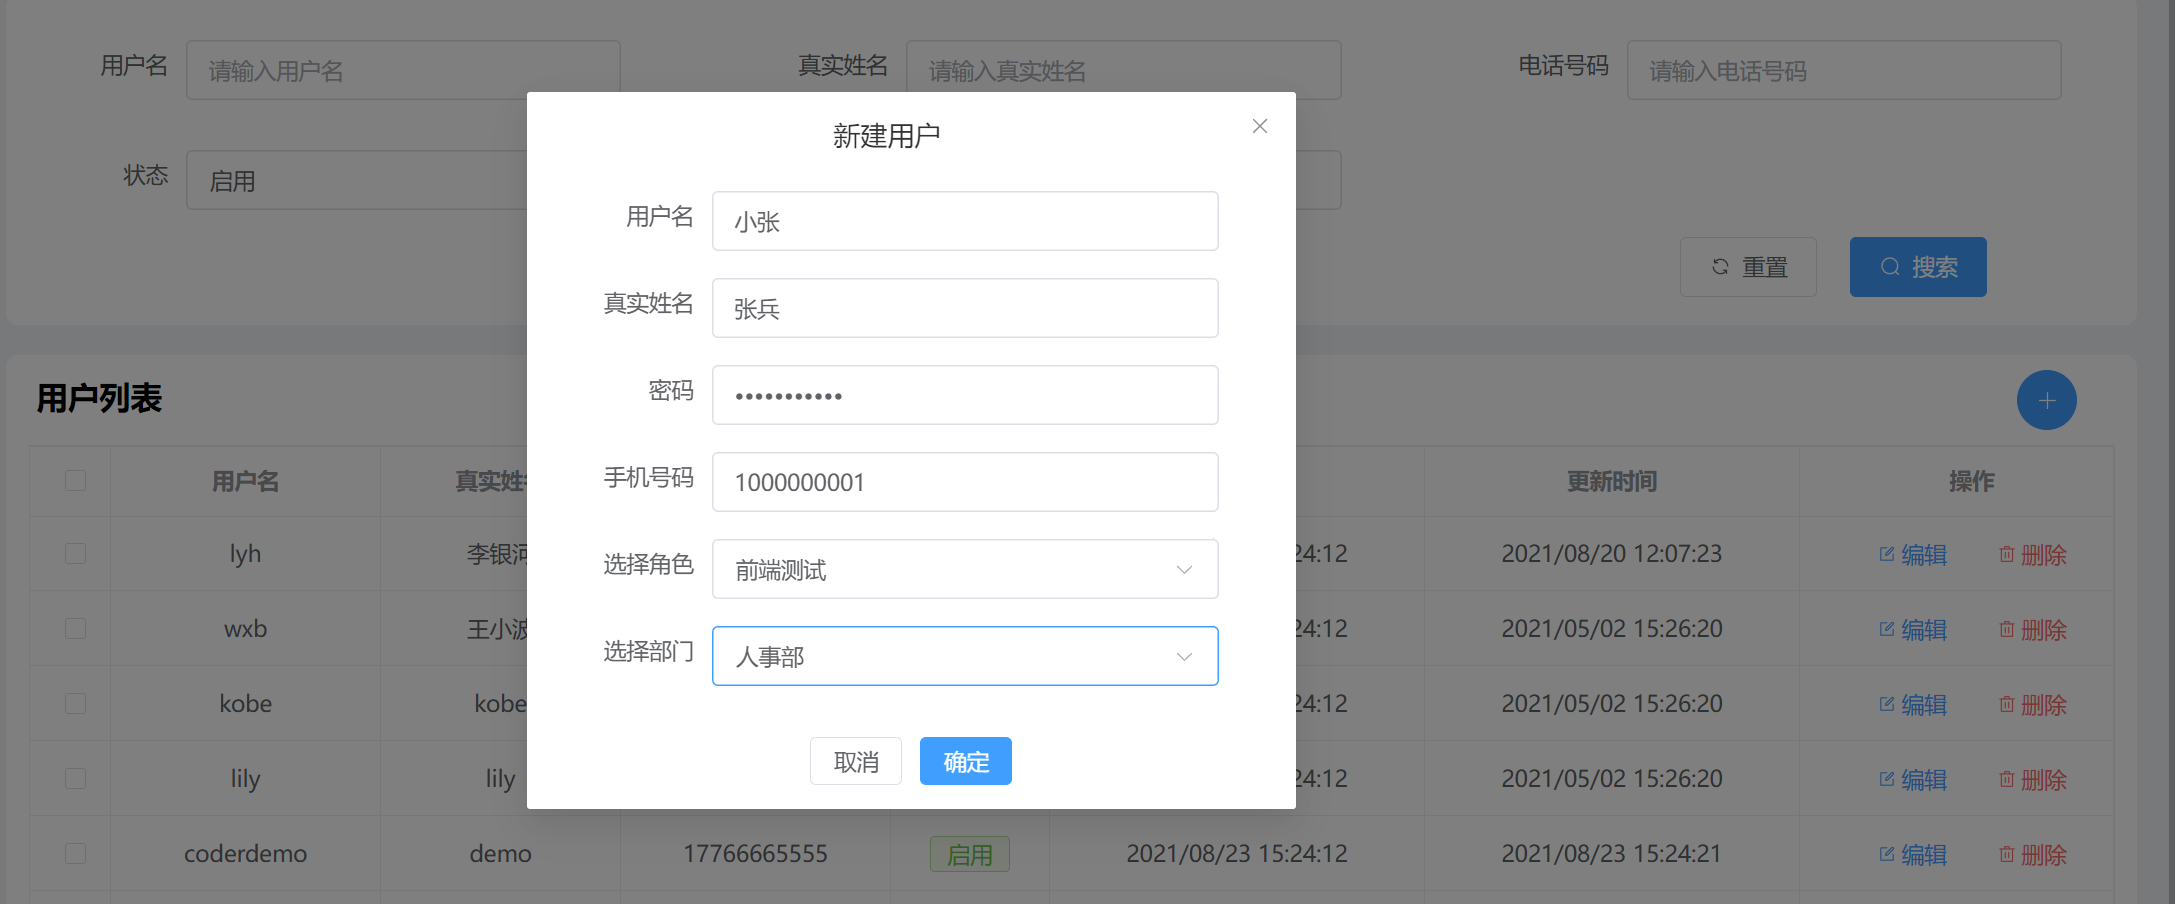 用户名 请输入用户名 真实姓名 请输入真实姓名 电话号码 请输入电话号码
状态 启用
重置 搜索
新建用户
用户名 小张
真实姓名 张兵
密码 •••••••••••
手机号码 1000000001
选择角色 前端测试
选择部门 人事部
取消 确定
用户列表
用户名 真实姓 更新时间 操作
lyh 李银河 24:12 2021/08/20 12:07:23 编辑 删除
wxb 王小波 24:12 2021/05/02 15:26:20 编辑 删除
kobe kobe 24:12 2021/05/02 15:26:20 编辑 删除
lily lily 24:12 2021/05/02 15:26:20 编辑 删除
coderdemo demo 17766665555 启用 2021/08/23 15:24:12 2021/08/23 15:24:21 编辑 删除